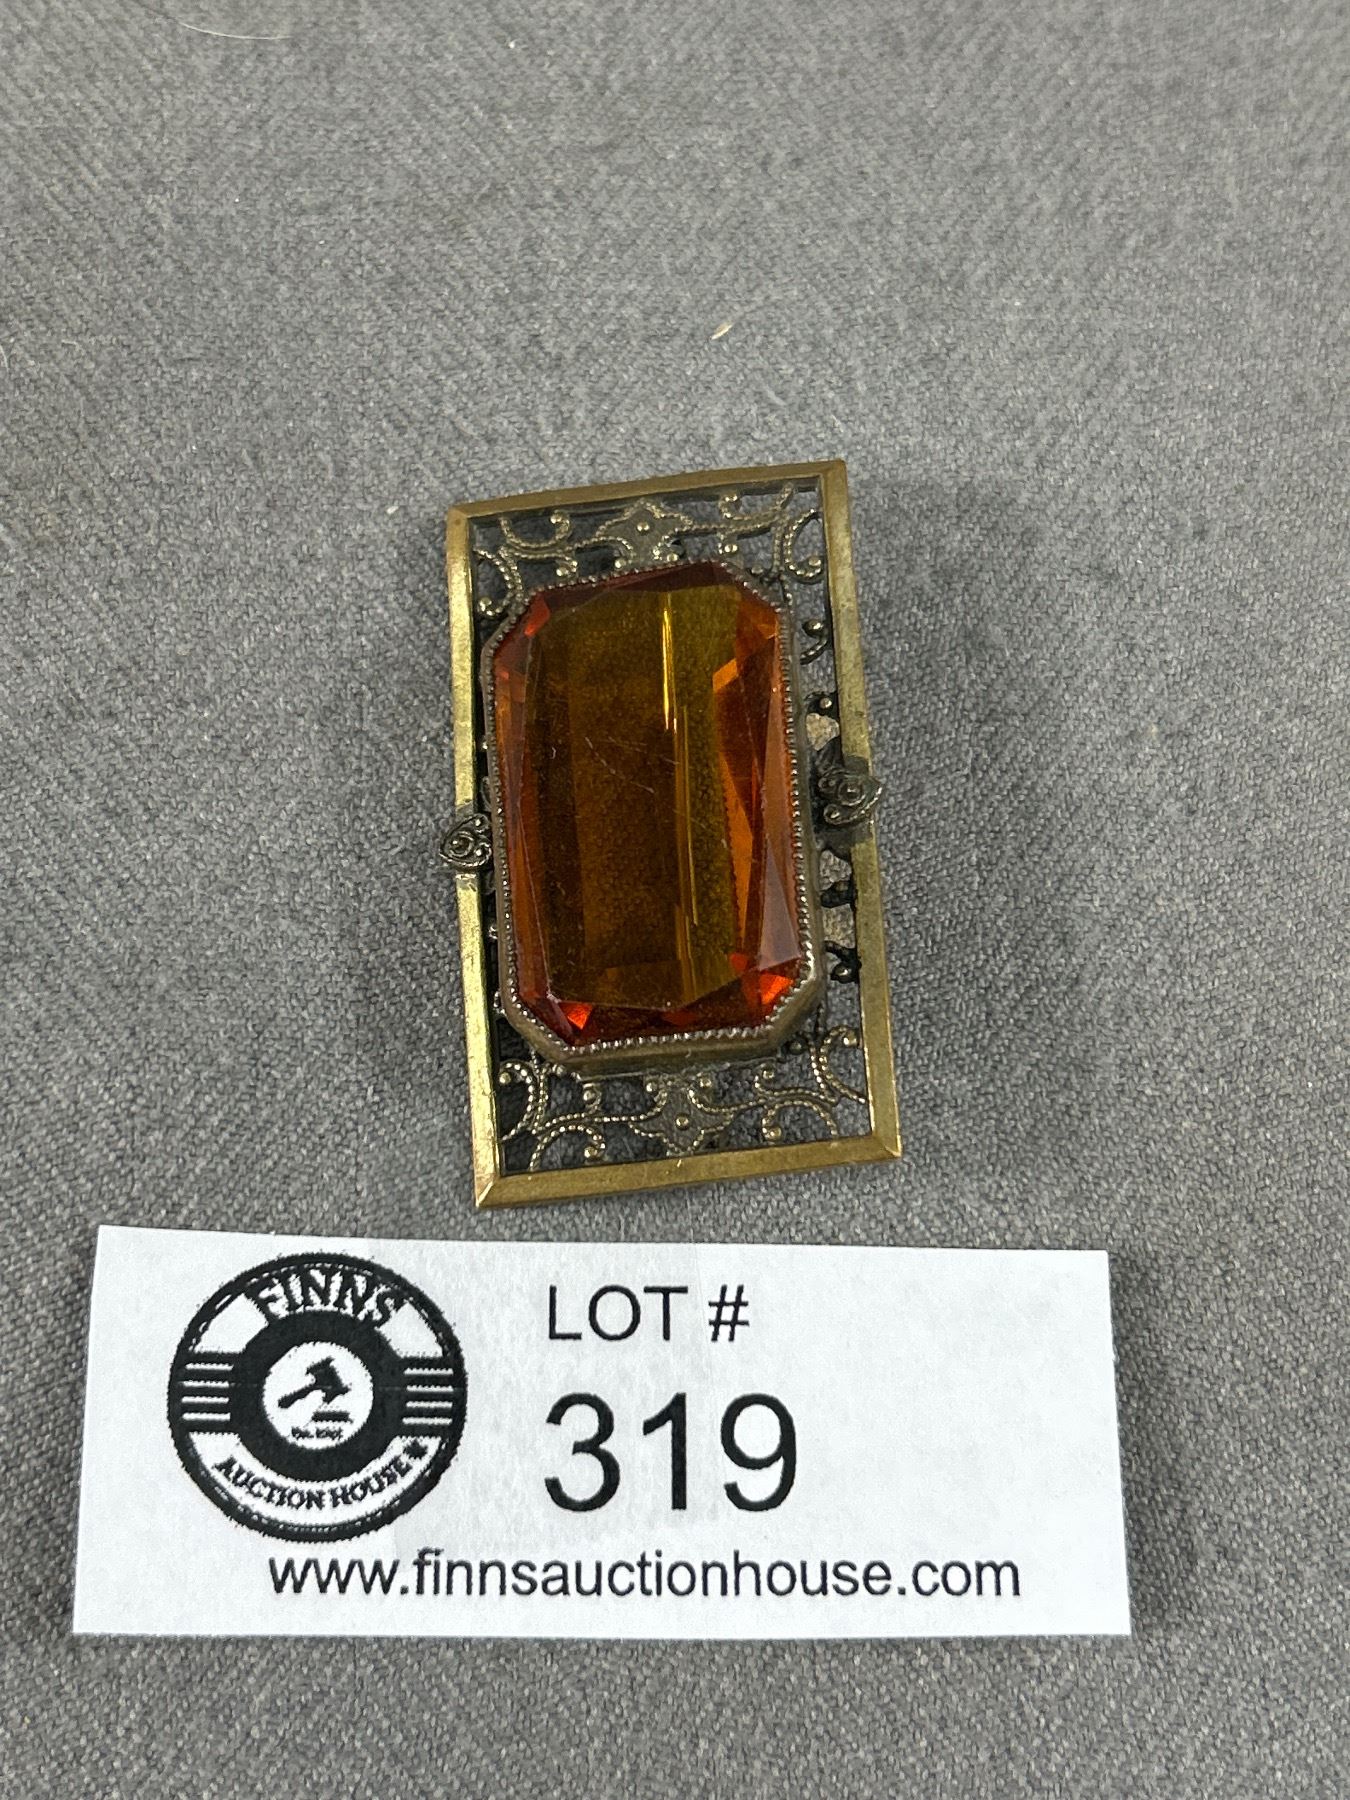 FINNS
AUCTION HOUSE
LOT #
319
www.finnsauctionhouse.com